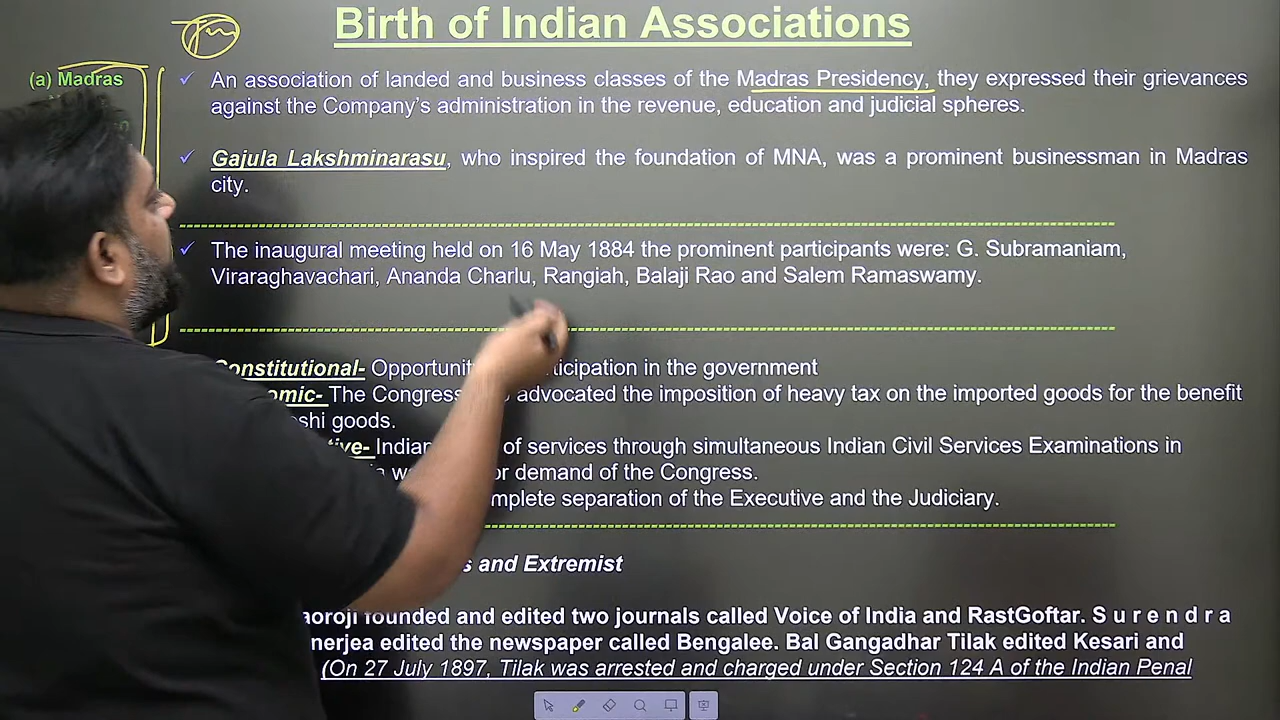 Birth of Indian Associations
(a) Madras
An association of landed and business classes of the Madras Presidency, they expressed their grievances
against the Company's administration in the revenue, education and judicial spheres.
Gajula Lakshminarasu, who inspired the foundation of MNA, was a prominent businessman in Madras
city.
The inaugural meeting held on 16 May 1884 the prominent participants were: G. Subramaniam,
Viraraghavachari, Ananda Charlu, Rangiah, Balaji Rao and Salem Ramaswamy.
Constitutional- Opportunit ticipation in the government
omic- The Congress advocated the imposition of heavy tax on the imported goods for the benefit
shi goods.
ive- Indian of services through simultaneous Indian Civil Services Examinations in
or demand of the Congress.
mplete separation of the Executive and the Judiciary.
s and Extremist
aoroji founded and edited two journals called Voice of India and RastGoftar. S u r e n d r a
nerjea edited the newspaper called Bengalee. Bal Gangadhar Tilak edited Kesari and
(On 27 July 1897, Tilak was arrested and charged under Section 124 A of the Indian Penal